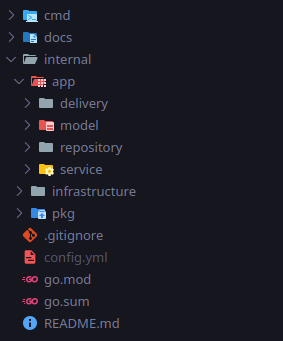 cmd
docs
internal
app
delivery
model
repository
service
infrastructure
pkg
.gitignore
config.yml
go.mod
go.sum
README.md